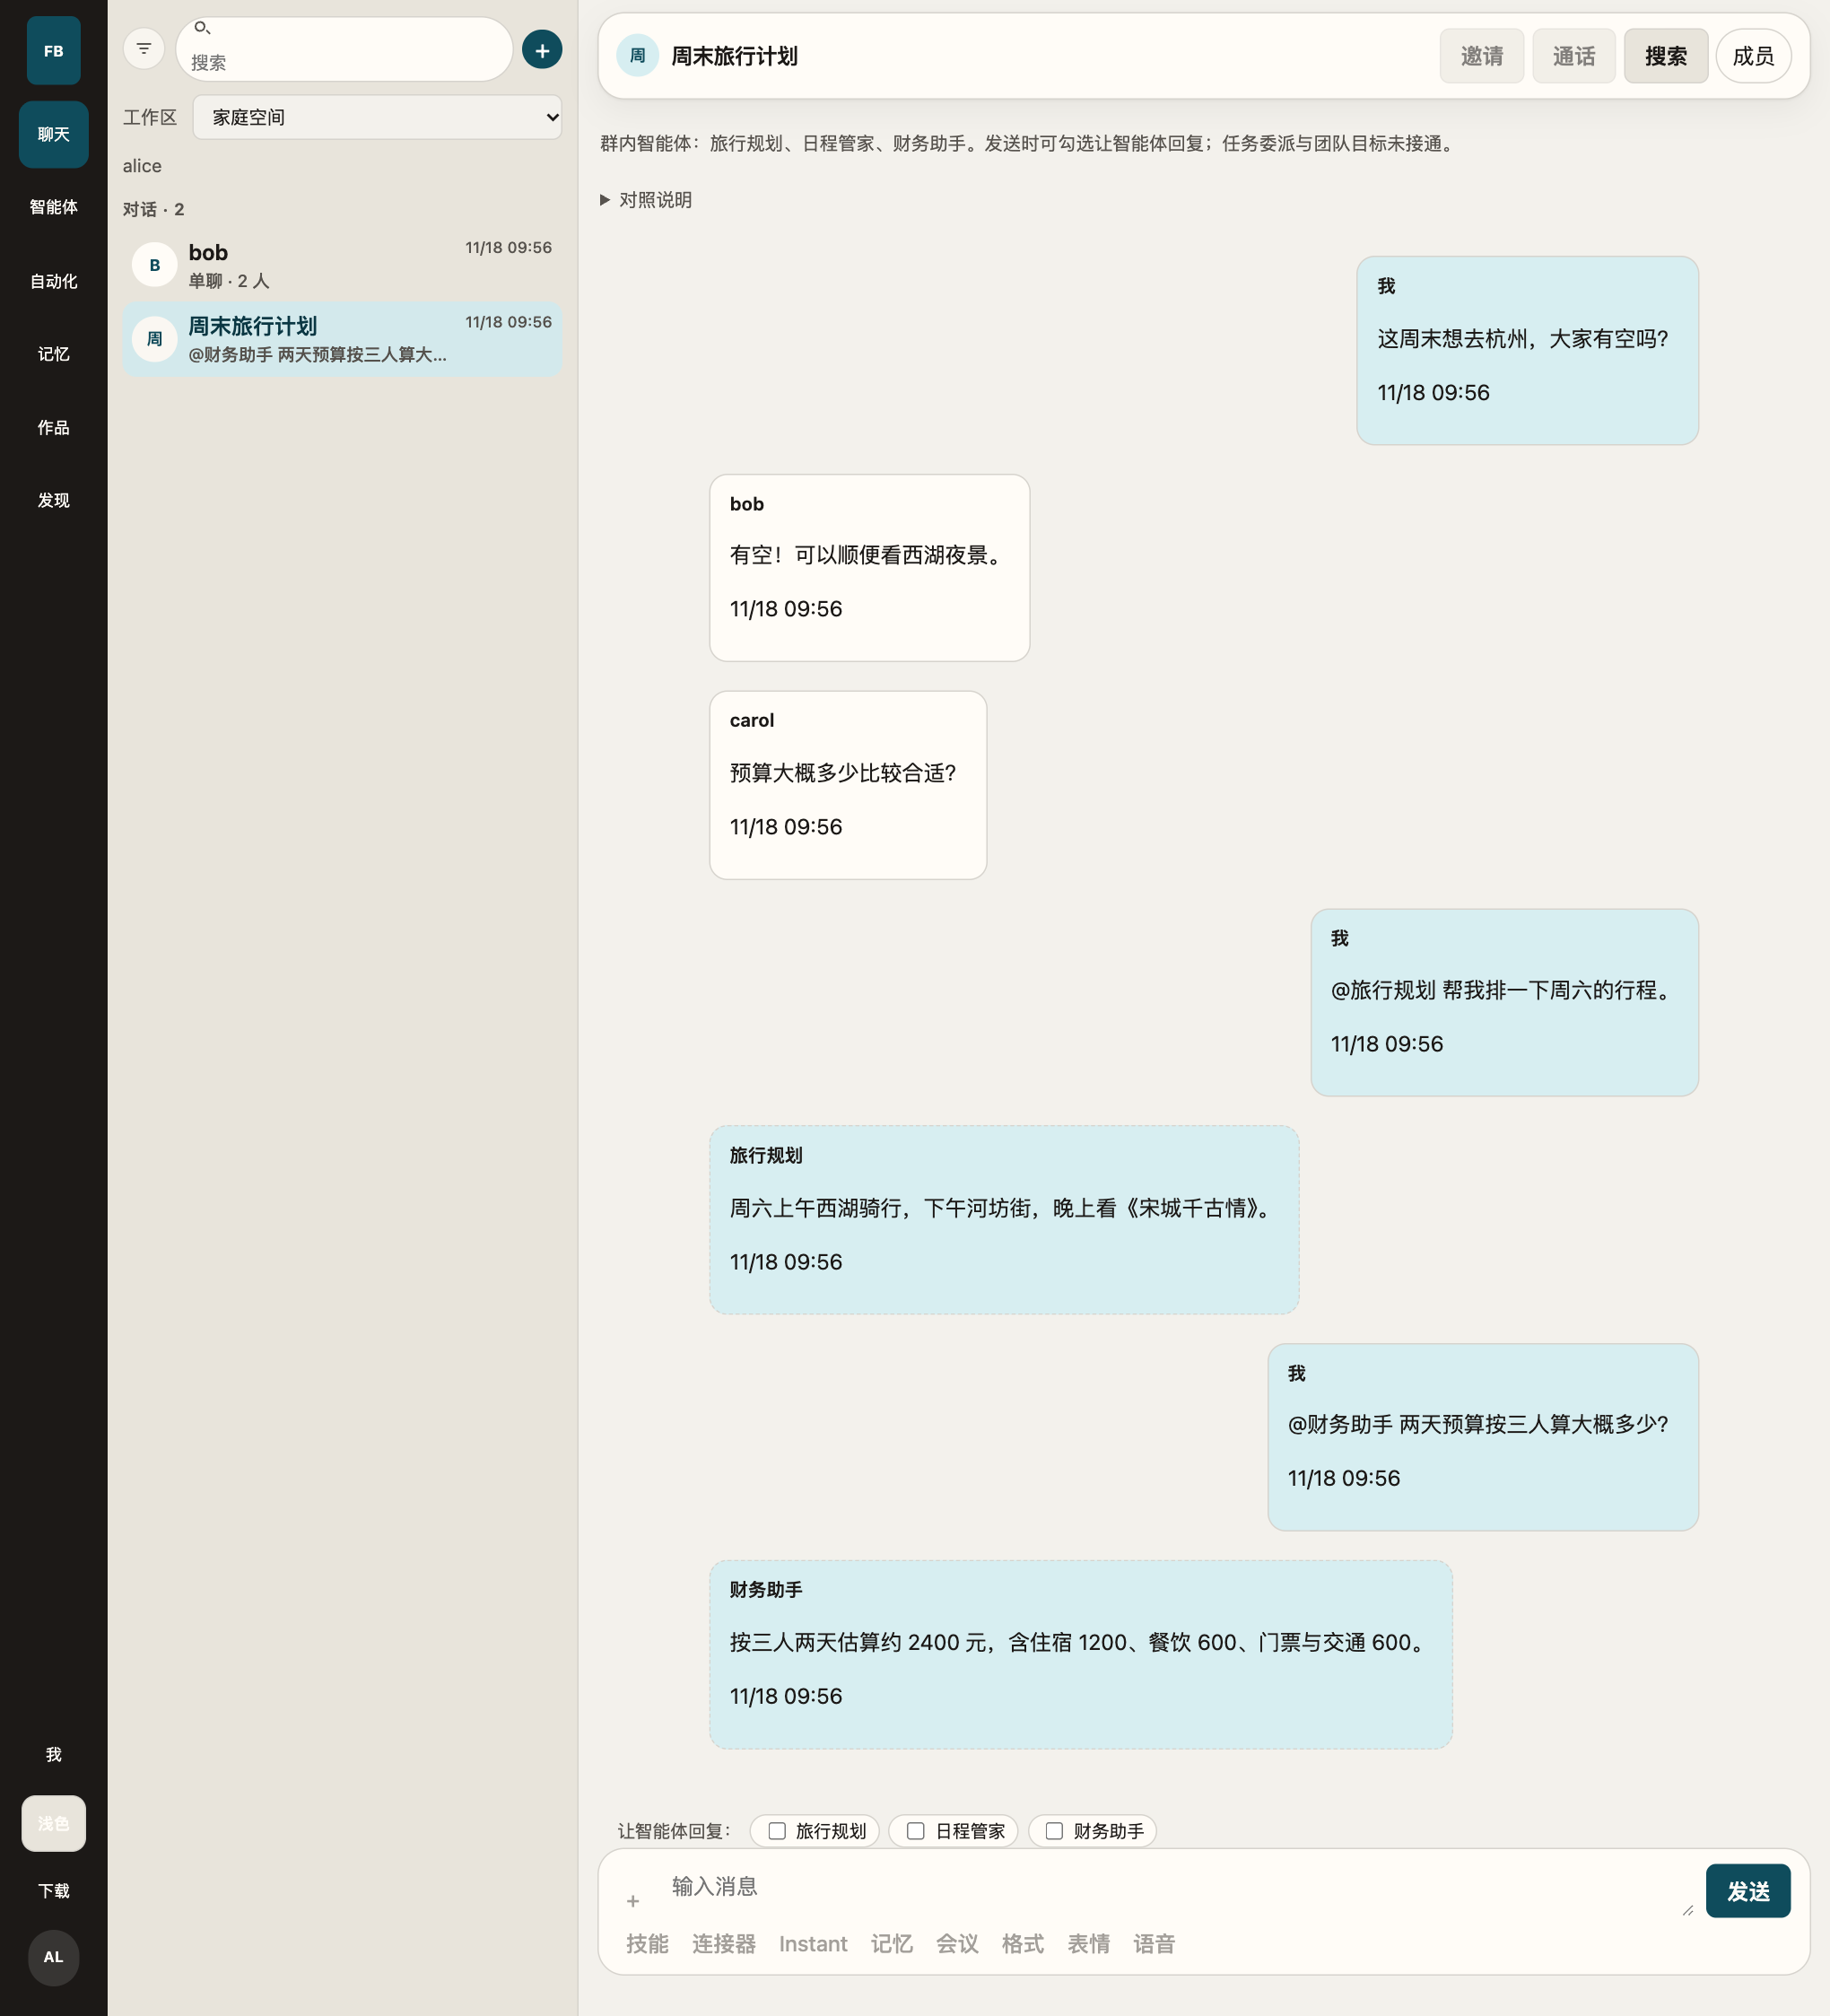 FB
聊天
智能体
自动化
记忆
作品
发现
我
浅色
下载
AL
搜索
+
工作区
家庭空间
alice
对话 · 2
B
bob
11/18 09:56
单聊 · 2 人
周
周末旅行计划
11/18 09:56
@财务助手 两天预算按三人算大...
周
周末旅行计划
邀请
通话
搜索
成员
群内智能体：旅行规划、日程管家、财务助手。发送时可勾选让智能体回复；任务委派与团队目标未接通。
对照说明
我
这周末想去杭州，大家有空吗？
11/18 09:56
bob
有空！可以顺便看西湖夜景。
11/18 09:56
carol
预算大概多少比较合适？
11/18 09:56
我
@旅行规划 帮我排一下周六的行程。
11/18 09:56
旅行规划
周六上午西湖骑行，下午河坊街，晚上看《宋城千古情》。
11/18 09:56
我
@财务助手 两天预算按三人算大概多少？
11/18 09:56
财务助手
按三人两天估算约 2400 元，含住宿 1200、餐饮 600、门票与交通 600。
11/18 09:56
让智能体回复：
旅行规划
日程管家
财务助手
+
输入消息
发送
技能 连接器 Instant 记忆 会议 格式 表情 语音